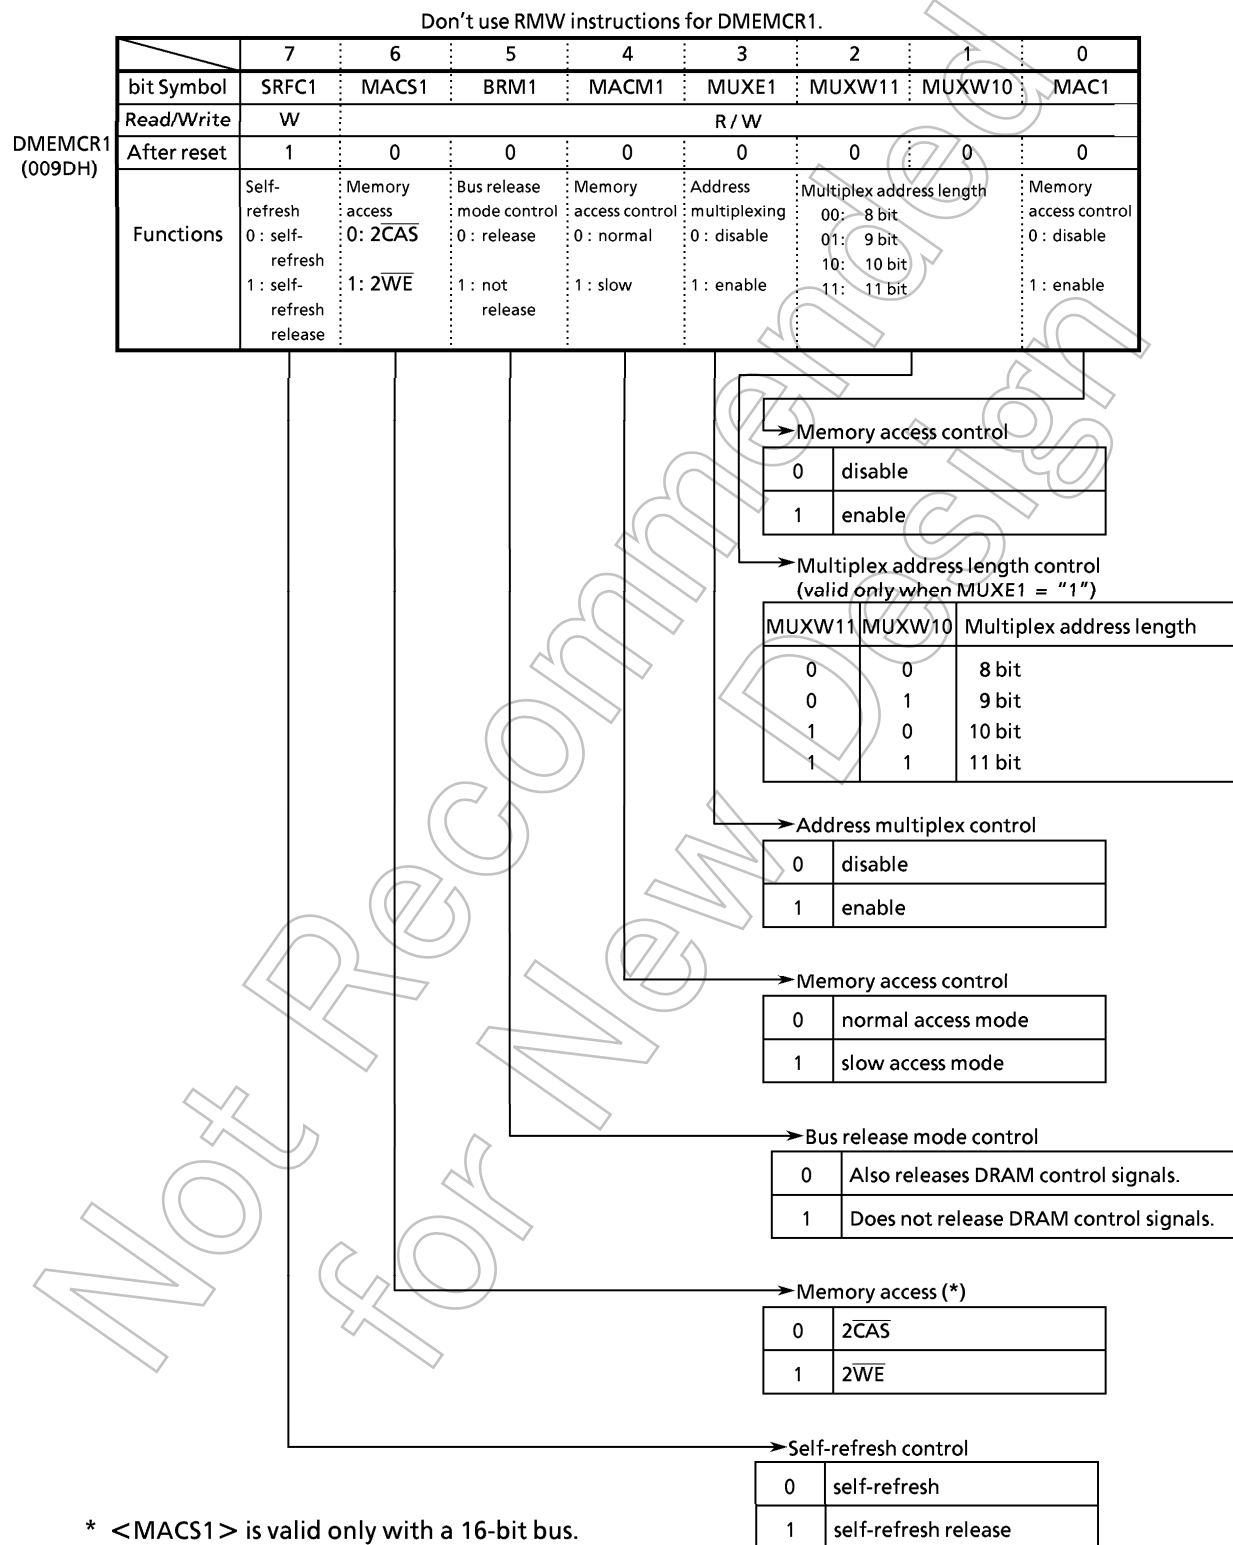 Don't use RMW instructions for DMEMCR1.
7 6 5 4 3 2 1 0
bit Symbol SRFC1 MACS1 BRM1 MACM1 MUXE1 MUXW11 MUXW10 MAC1
Read/Write W R / W
DMEMCR1
(009DH)
After reset 1 0 0 0 0 0 0 0
Functions
Self-
refresh
0 : self-
refresh
1 : self-
refresh
release
Memory
access
0: 2C̅A̅S̅
1: 2W̅E̅
Bus release
mode control
0 : release
1 : not
release
Memory
access control
0 : normal
1 : slow
Address
multiplexing
0 : disable
1 : enable
Multiplex address length
00: 8 bit
01: 9 bit
10: 10 bit
11: 11 bit
Memory
access control
0 : disable
1 : enable
Memory access control
0 disable
1 enable
Multiplex address length control
(valid only when MUXE1 = "1")
MUXW11 MUXW10 Multiplex address length
0 0 8 bit
0 1 9 bit
1 0 10 bit
1 1 11 bit
Address multiplex control
0 disable
1 enable
Memory access control
0 normal access mode
1 slow access mode
Bus release mode control
0 Also releases DRAM control signals.
1 Does not release DRAM control signals.
Memory access (*)
0 2C̅A̅S̅
1 2W̅E̅
Self-refresh control
0 self-refresh
1 self-refresh release
* <MACS1> is valid only with a 16-bit bus.
Not Recommended
for New Design